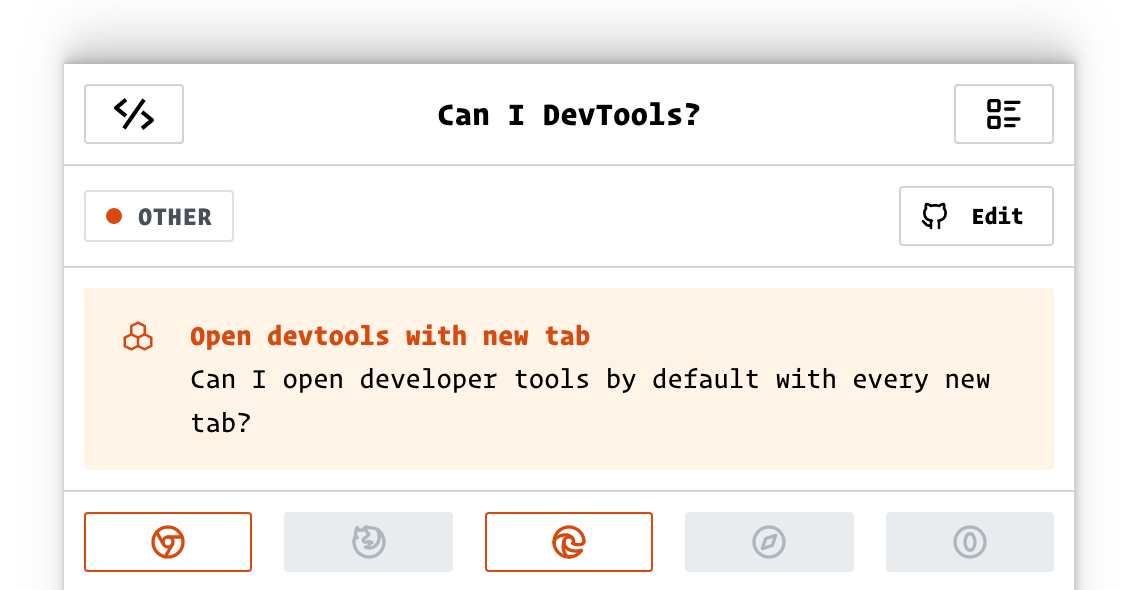 Can I DevTools?
OTHER
Edit
Open devtools with new tab
Can I open developer tools by default with every new
tab?